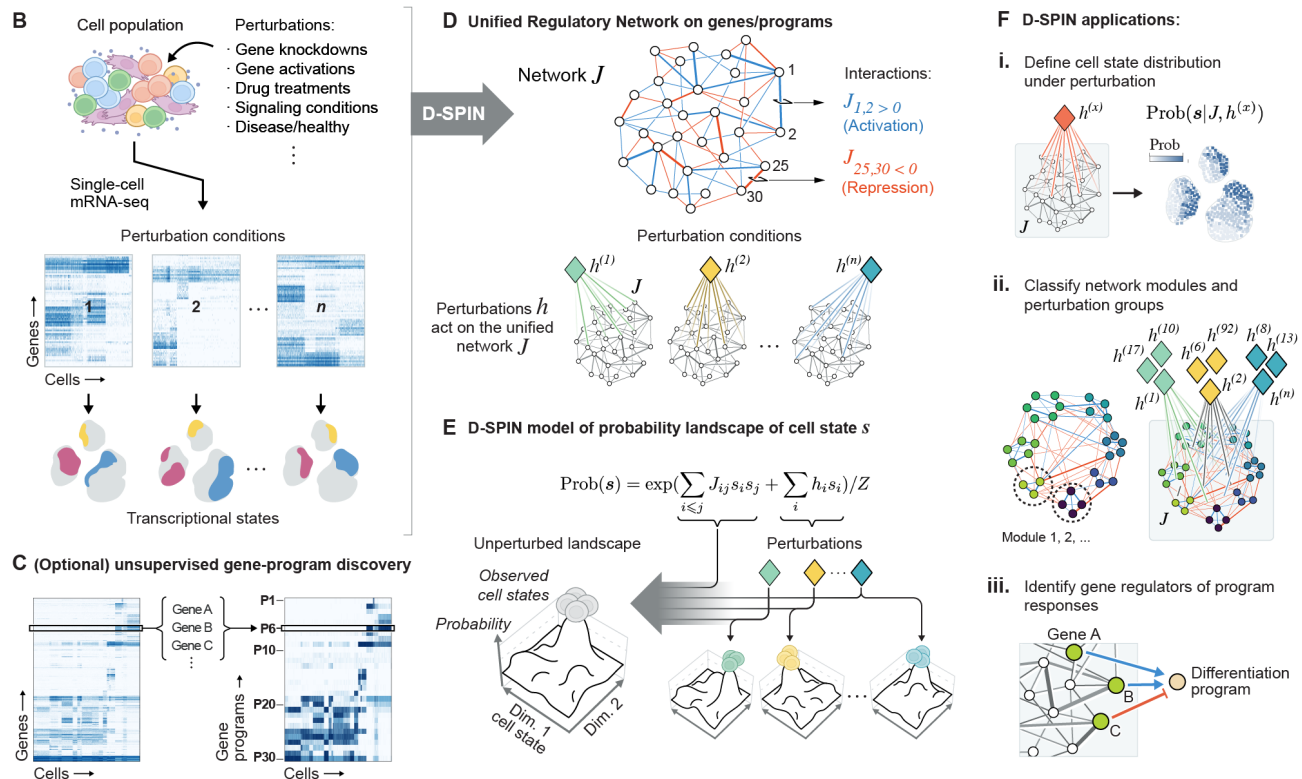 B
Cell population
Perturbations:
· Gene knockdowns
· Gene activations
· Drug treatments
· Signaling conditions
· Disease/healthy
⋮
Single-cell
mRNA-seq
Perturbation conditions
Genes
1
2
...
n
Cells
...
Transcriptional states
C (Optional) unsupervised gene-program discovery
Genes
Cells
Gene A
Gene B
Gene C
⋮
P1
P6
P10
P20
P30
Gene
programs
Cells
D-SPIN
D Unified Regulatory Network on genes/programs
Network J
1
2
25
30
Interactions:
J1,2 > 0
(Activation)
J25,30 < 0
(Repression)
Perturbation conditions
h(1)
J
h(2)
...
h(n)
Perturbations h
act on the unified
network J
E D-SPIN model of probability landscape of cell state s
Prob(s) = exp(∑i⩽j Jij si sj + ∑i hi si)/Z
Unperturbed landscape
Perturbations
...
Observed
cell states
Probability
Dim. 1
cell state
Dim. 2
...
F D-SPIN applications:
i. Define cell state distribution
under perturbation
h(x)
J
Prob(s|J, h(x))
Prob
ii. Classify network modules and
perturbation groups
h(10)
h(17)
h(1)
h(92)
h(6)
h(2)
h(8)
h(13)
h(n)
J
Module 1, 2, ...
iii. Identify gene regulators of program
responses
Gene A
B
C
Differentiation
program